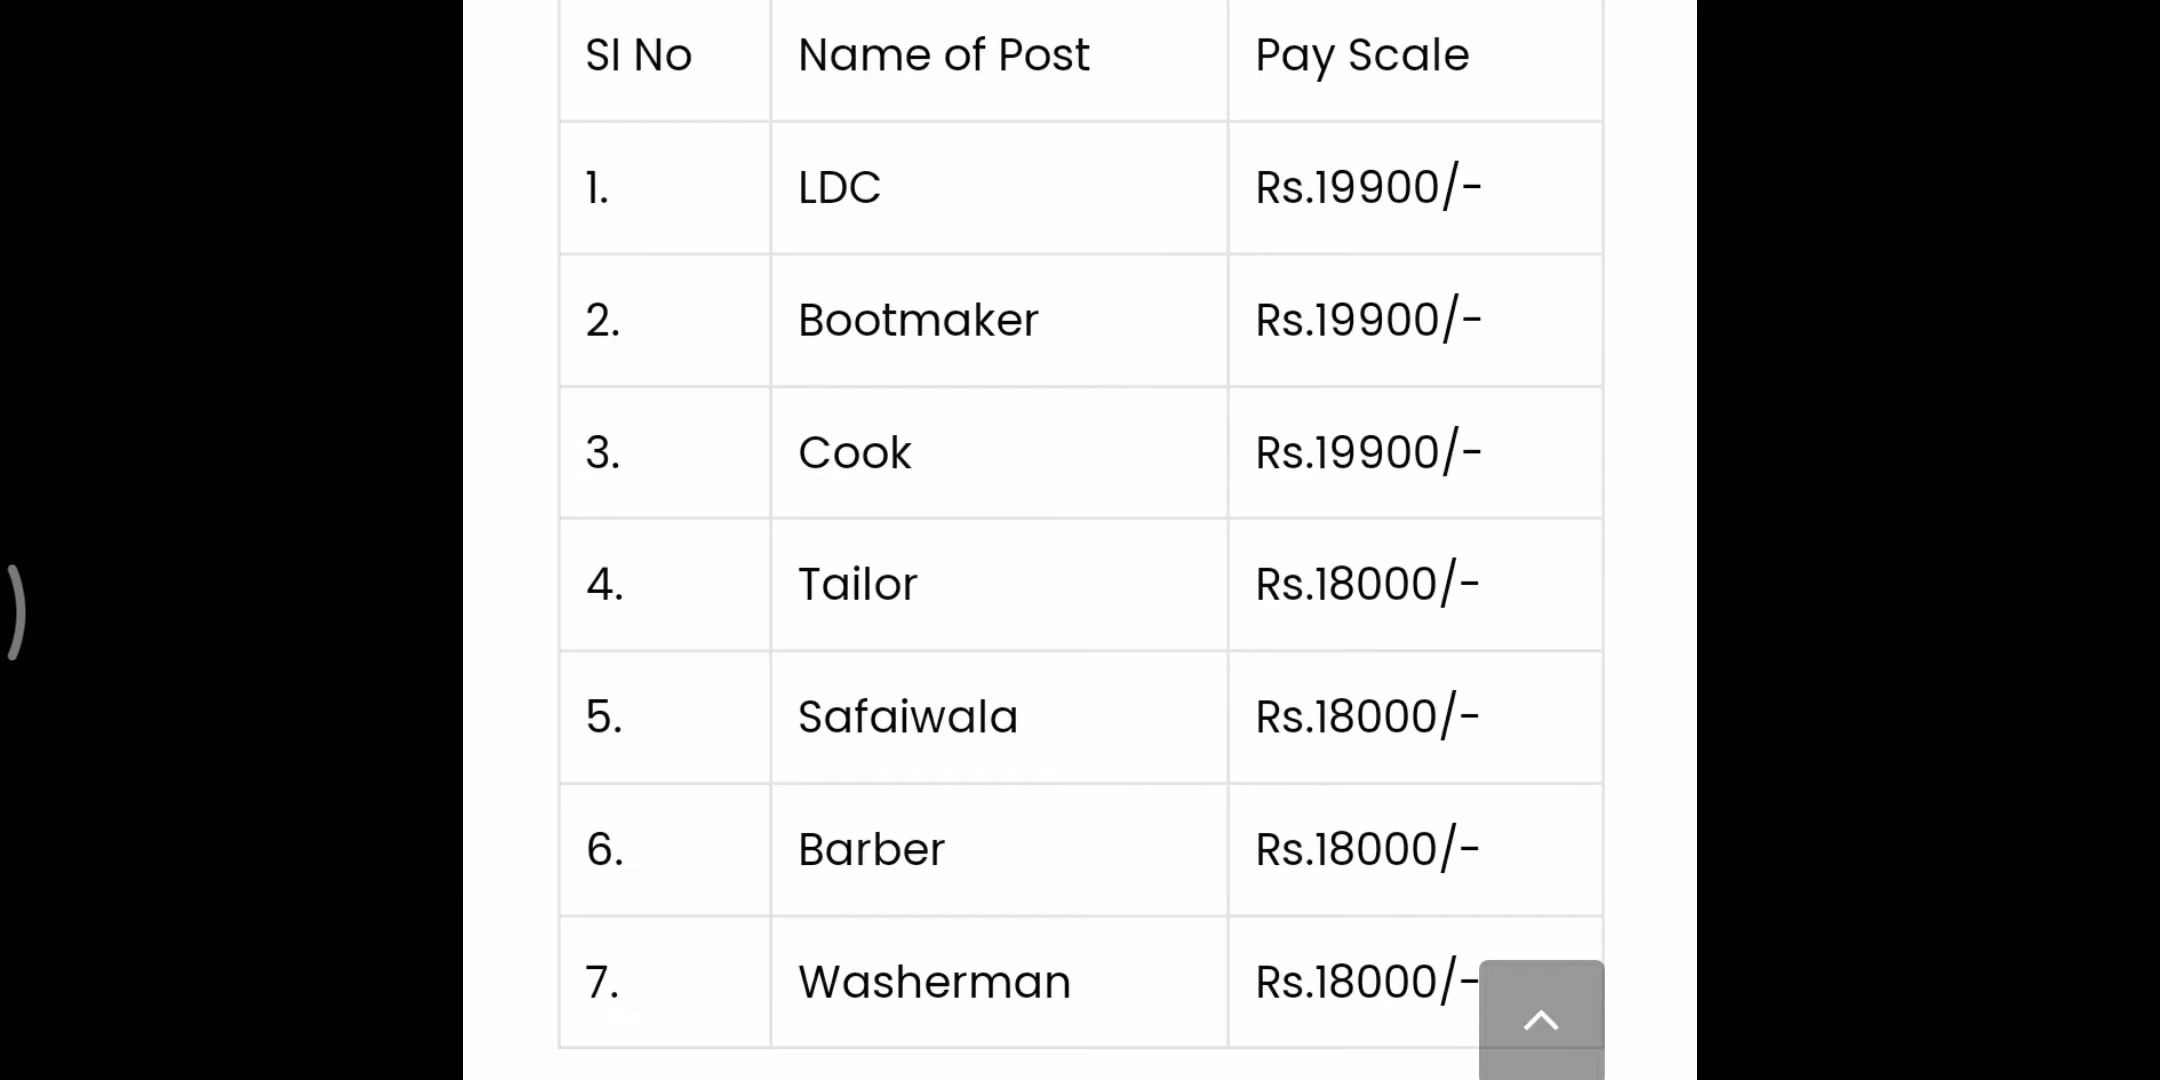 Sl No Name of Post Pay Scale
1. LDC Rs.19900/-
2. Bootmaker Rs.19900/-
3. Cook Rs.19900/-
4. Tailor Rs.18000/-
5. Safaiwala Rs.18000/-
6. Barber Rs.18000/-
7. Washerman Rs.18000/-